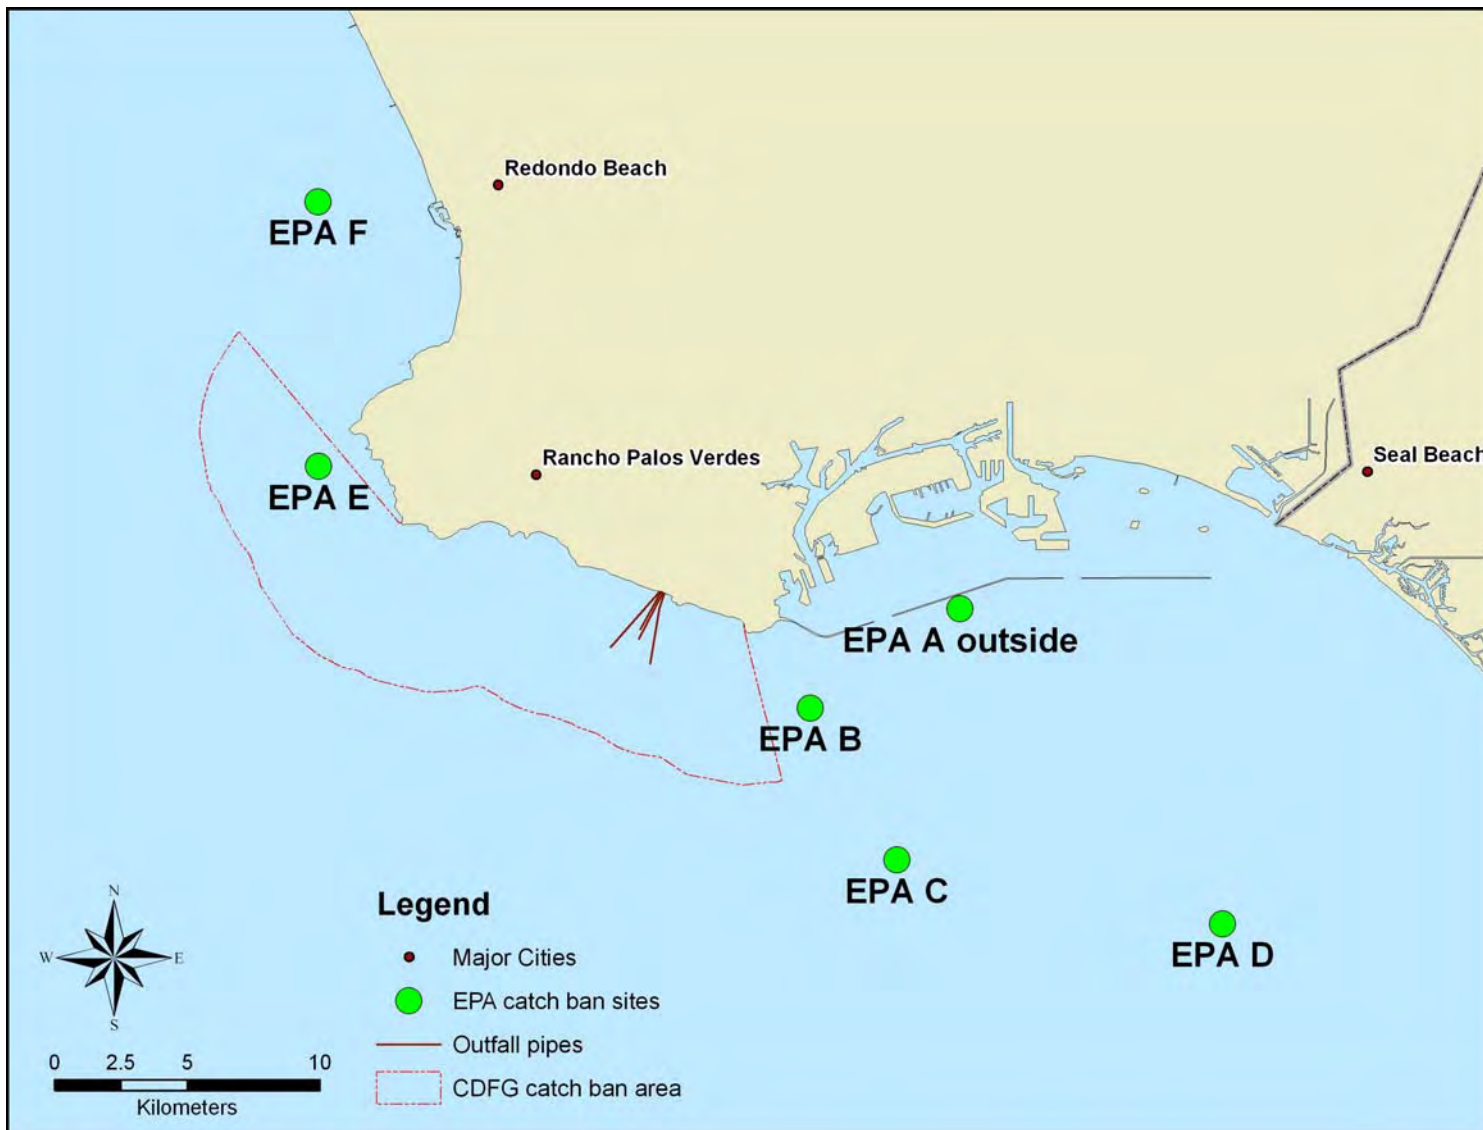 Redondo Beach
EPA F
Rancho Palos Verdes
Seal Beach
EPA E
EPA A outside
EPA B
EPA C
EPA D
N
W E
S
0 2.5 5 10
Kilometers
Legend
Major Cities
EPA catch ban sites
Outfall pipes
CDFG catch ban area